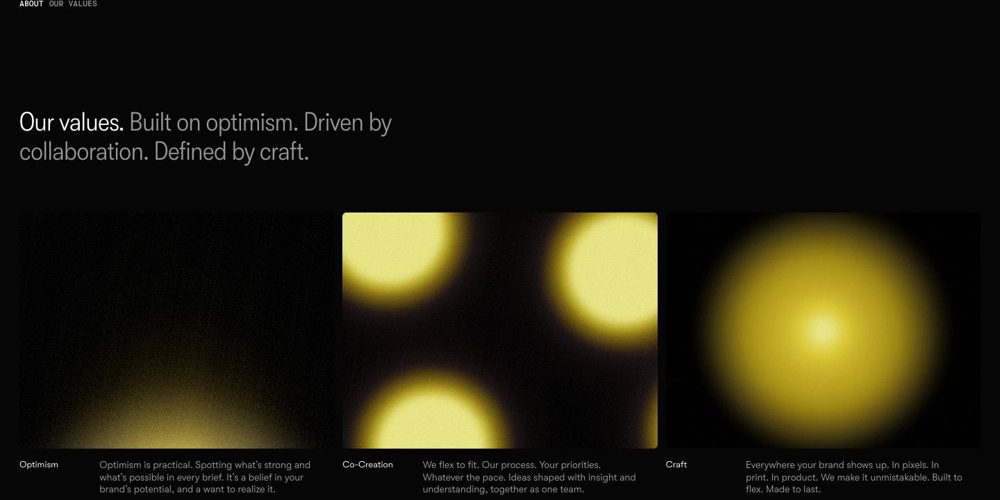 ABOUT OUR VALUES
Our values. Built on optimism. Driven by
collaboration. Defined by craft.
Optimism
Optimism is practical. Spotting what's strong and
what's possible in every brief. It's a belief in your
brand's potential, and a want to realize it.
Co-Creation
We flex to fit. Our process. Your priorities.
Whatever the pace. Ideas shaped with insight and
understanding, together as one team.
Craft
Everywhere your brand shows up. In pixels. In
print. In product. We make it unmistakable. Built to
flex. Made to last.